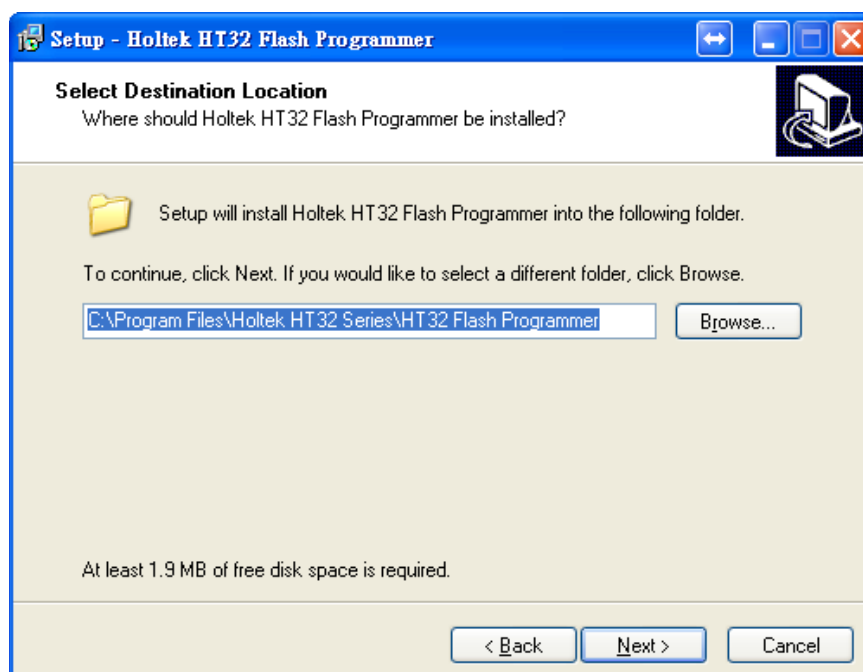 Setup - Holtek HT32 Flash Programmer
Select Destination Location
Where should Holtek HT32 Flash Programmer be installed?
Setup will install Holtek HT32 Flash Programmer into the following folder.
To continue, click Next. If you would like to select a different folder, click Browse.
C:\Program Files\Holtek HT32 Series\HT32 Flash Programmer
Browse...
At least 1.9 MB of free disk space is required.
< Back Next > Cancel